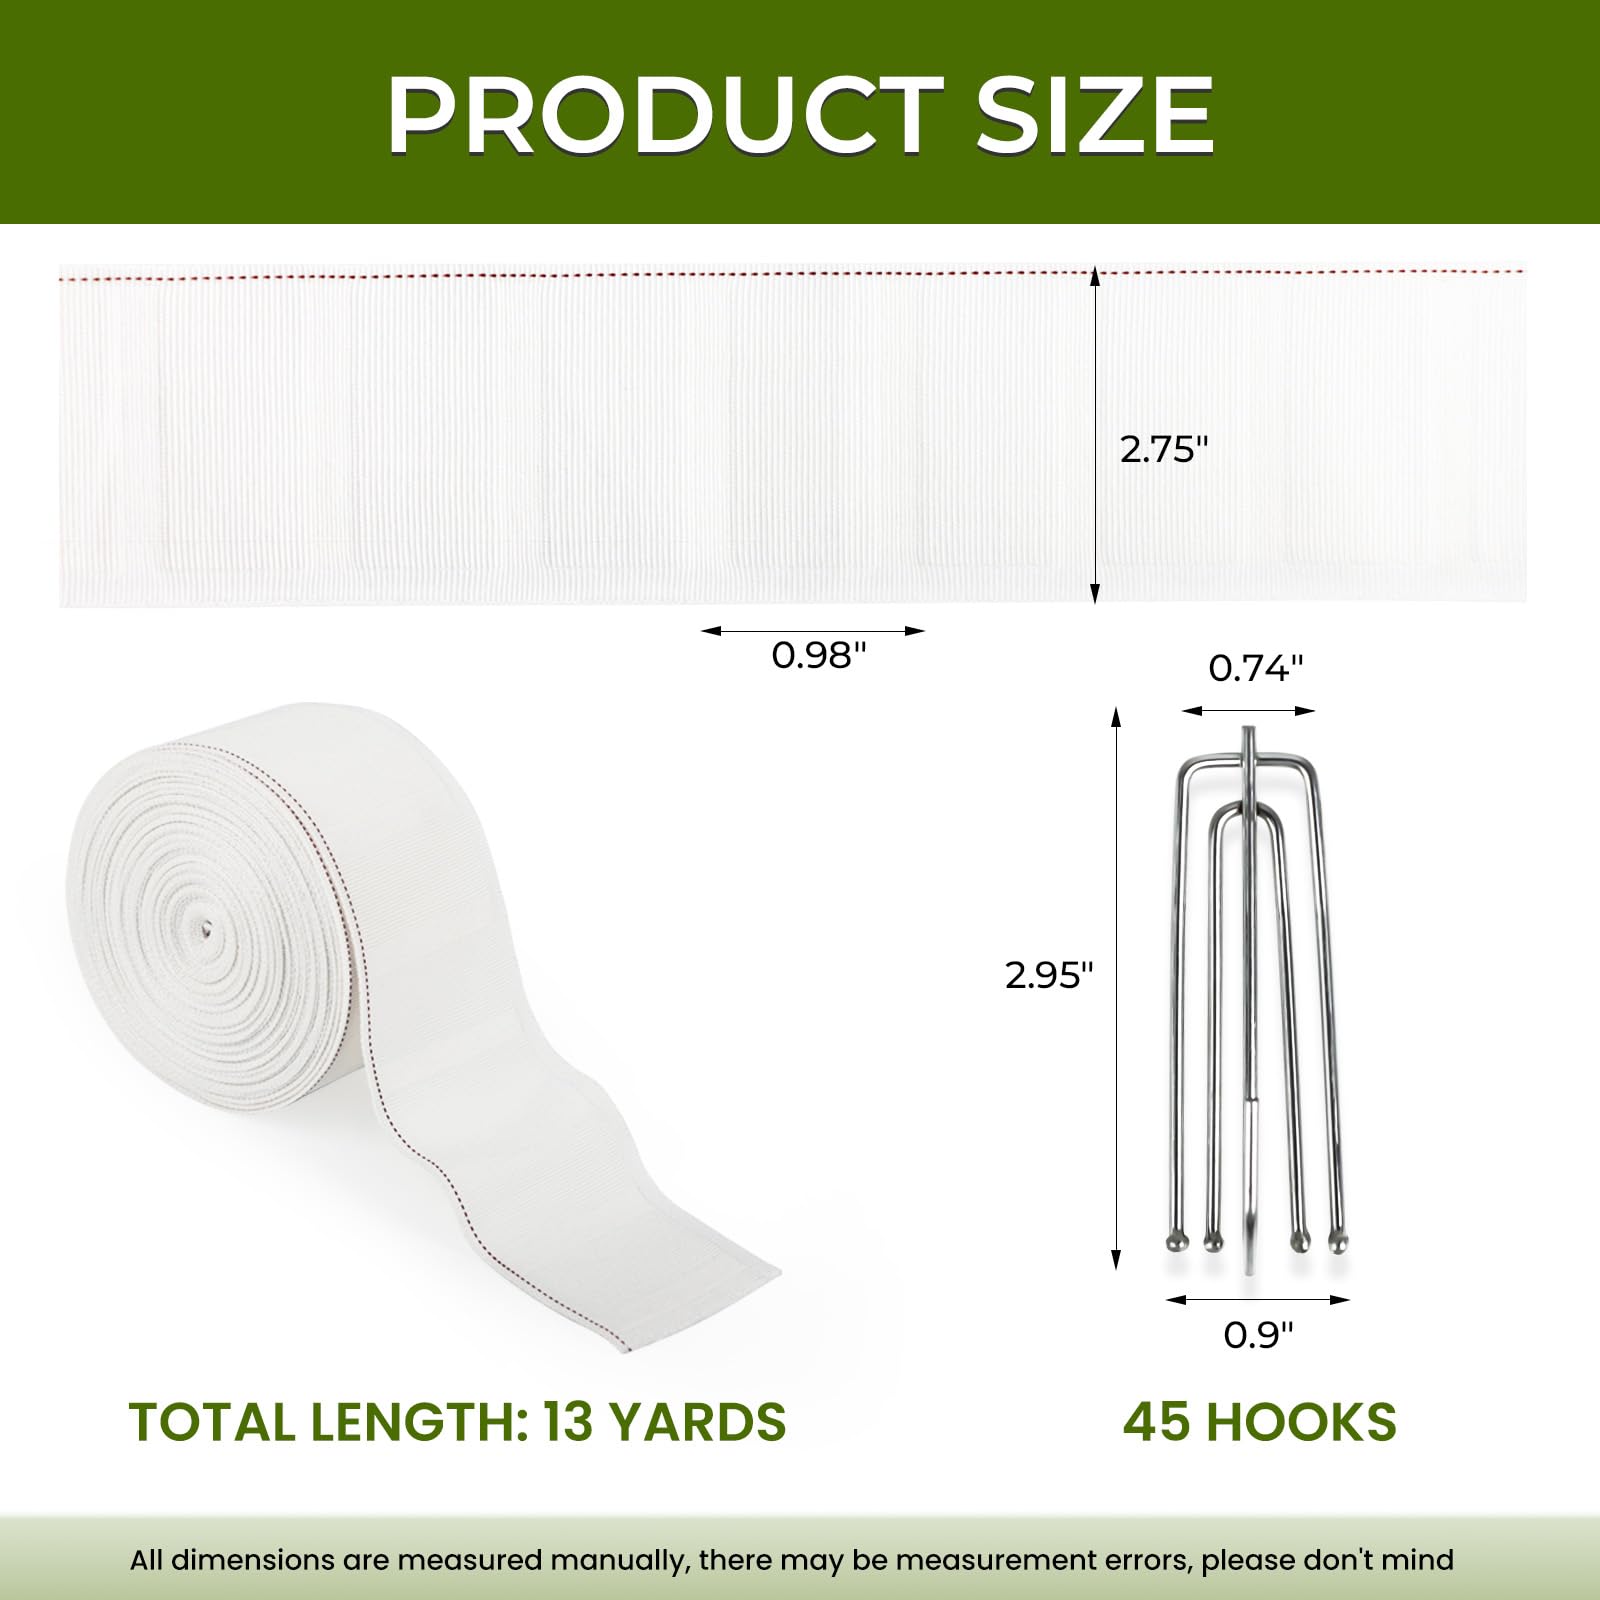 PRODUCT SIZE
2.75"
0.98"
0.74"
2.95"
0.9"
TOTAL LENGTH: 13 YARDS
45 HOOKS
All dimensions are measured manually, there may be measurement errors, please don't mind